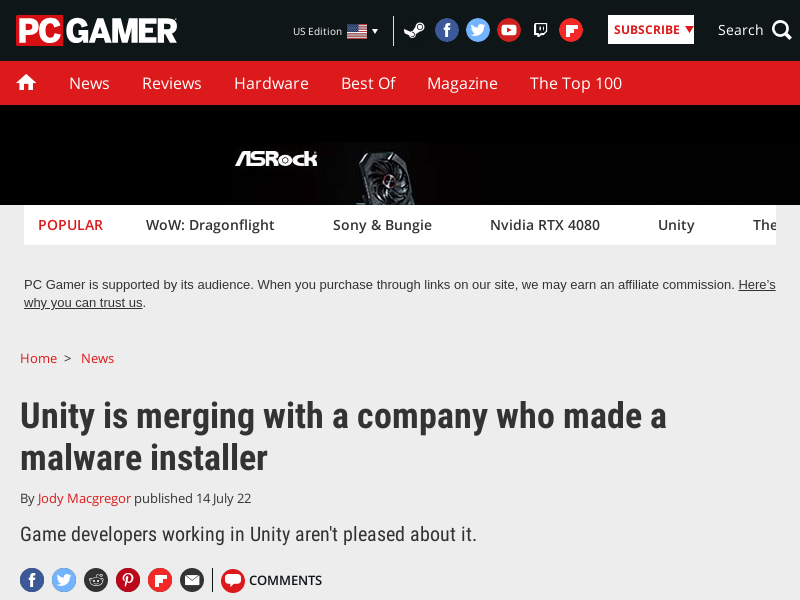 PC GAMER
US Edition
SUBSCRIBE
Search
News Reviews Hardware Best Of Magazine The Top 100
ASRock
POPULAR WoW: Dragonflight Sony & Bungie Nvidia RTX 4080 Unity The
PC Gamer is supported by its audience. When you purchase through links on our site, we may earn an affiliate commission. Here's
why you can trust us.
Home > News
Unity is merging with a company who made a
malware installer
By Jody Macgregor published 14 July 22
Game developers working in Unity aren't pleased about it.
COMMENTS